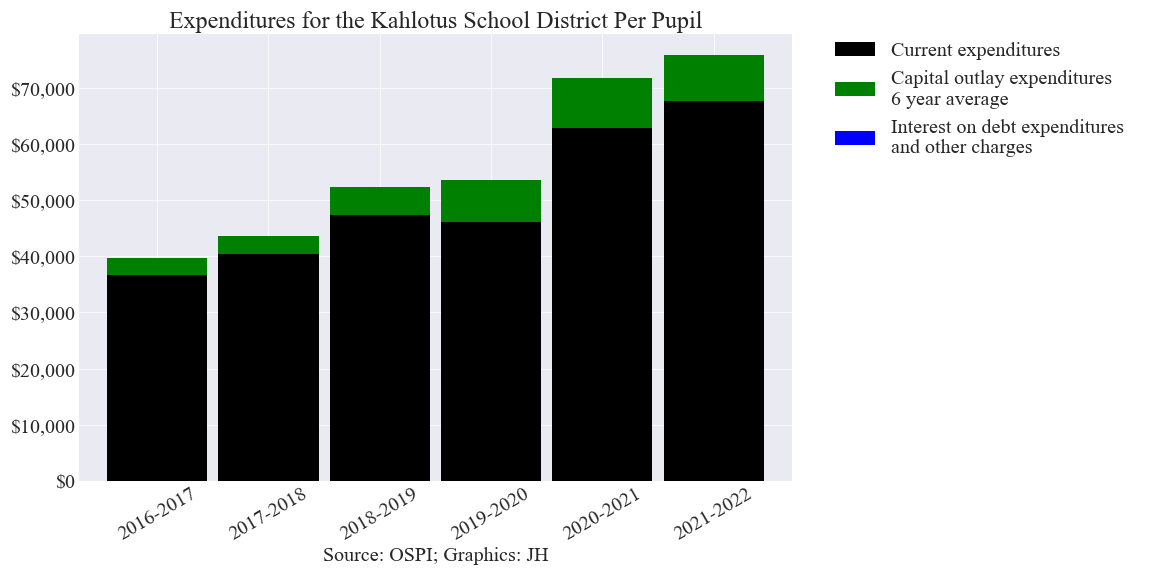 Expenditures for the Kahlotus School District Per Pupil
Current expenditures
Capital outlay expenditures
6 year average
Interest on debt expenditures
and other charges
$70,000
$60,000
$50,000
$40,000
$30,000
$20,000
$10,000
$0
2016-2017
2017-2018
2018-2019
2019-2020
2020-2021
2021-2022
Source: OSPI; Graphics: JH